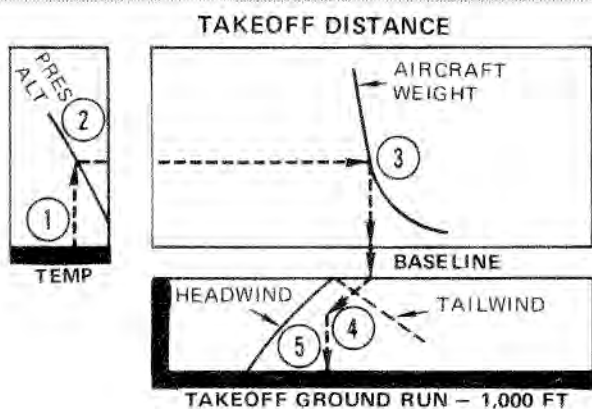 TAKEOFF DISTANCE
PRES
ALT
2
1
TEMP
AIRCRAFT
WEIGHT
3
BASELINE
HEADWIND
TAILWIND
4
5
TAKEOFF GROUND RUN – 1,000 FT